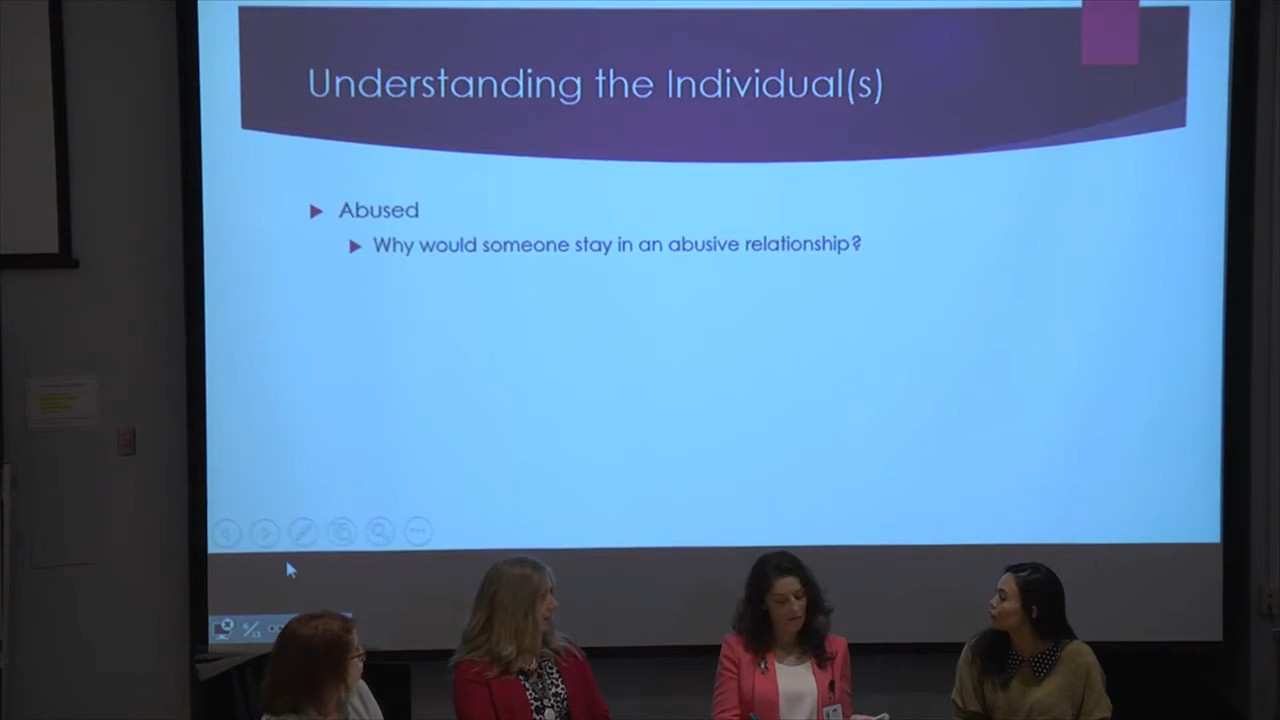 Understanding the Individual(s)
Abused
Why would someone stay in an abusive relationship?